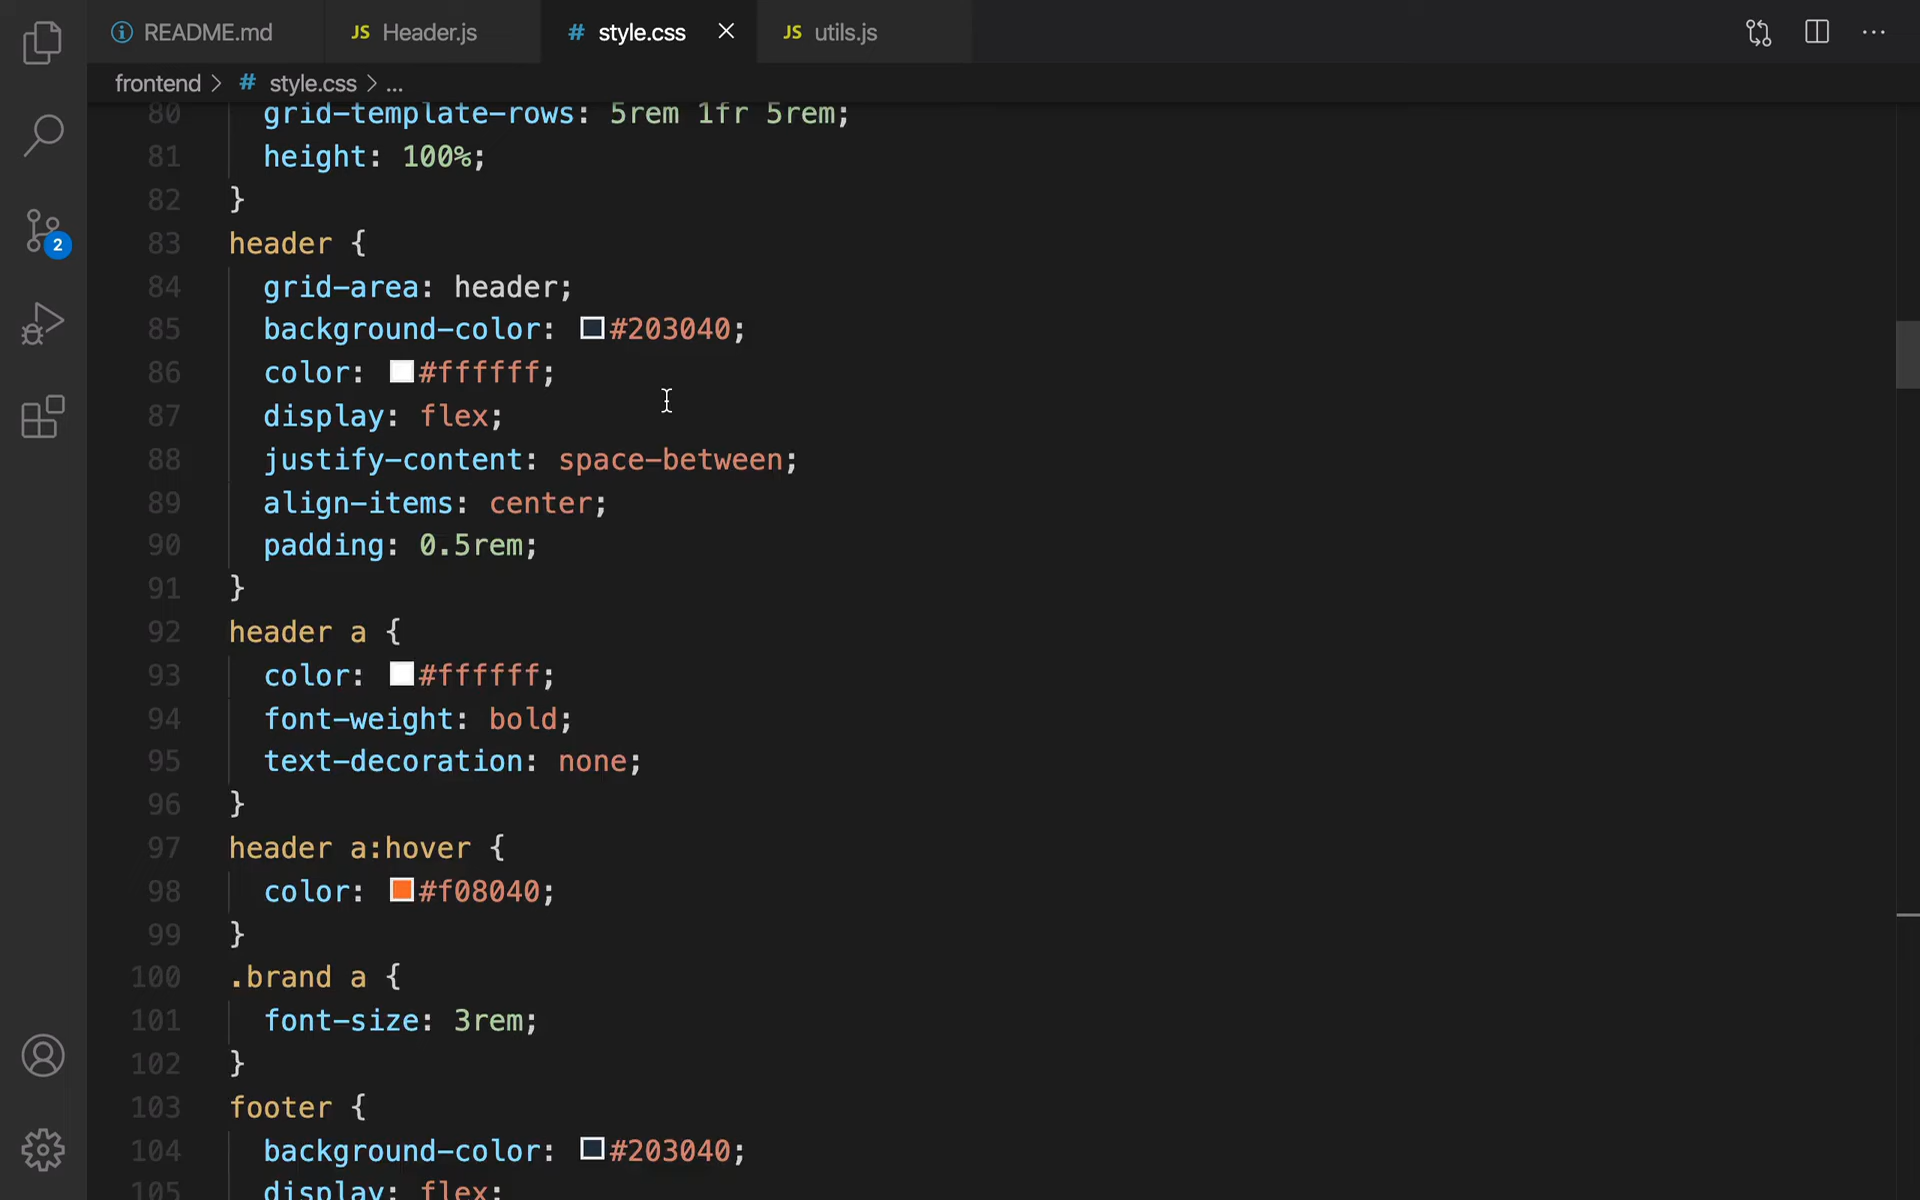 README.md JS Header.js # style.css JS utils.js
frontend > # style.css > ...
80 grid-template-rows: 5rem 1fr 5rem;
81 height: 100%;
82 }
83 header {
84 grid-area: header;
85 background-color: #203040;
86 color: #ffffff;
87 display: flex;
88 justify-content: space-between;
89 align-items: center;
90 padding: 0.5rem;
91 }
92 header a {
93 color: #ffffff;
94 font-weight: bold;
95 text-decoration: none;
96 }
97 header a:hover {
98 color: #f08040;
99 }
100 .brand a {
101 font-size: 3rem;
102 }
103 footer {
104 background-color: #203040;
105 display: flex;
2